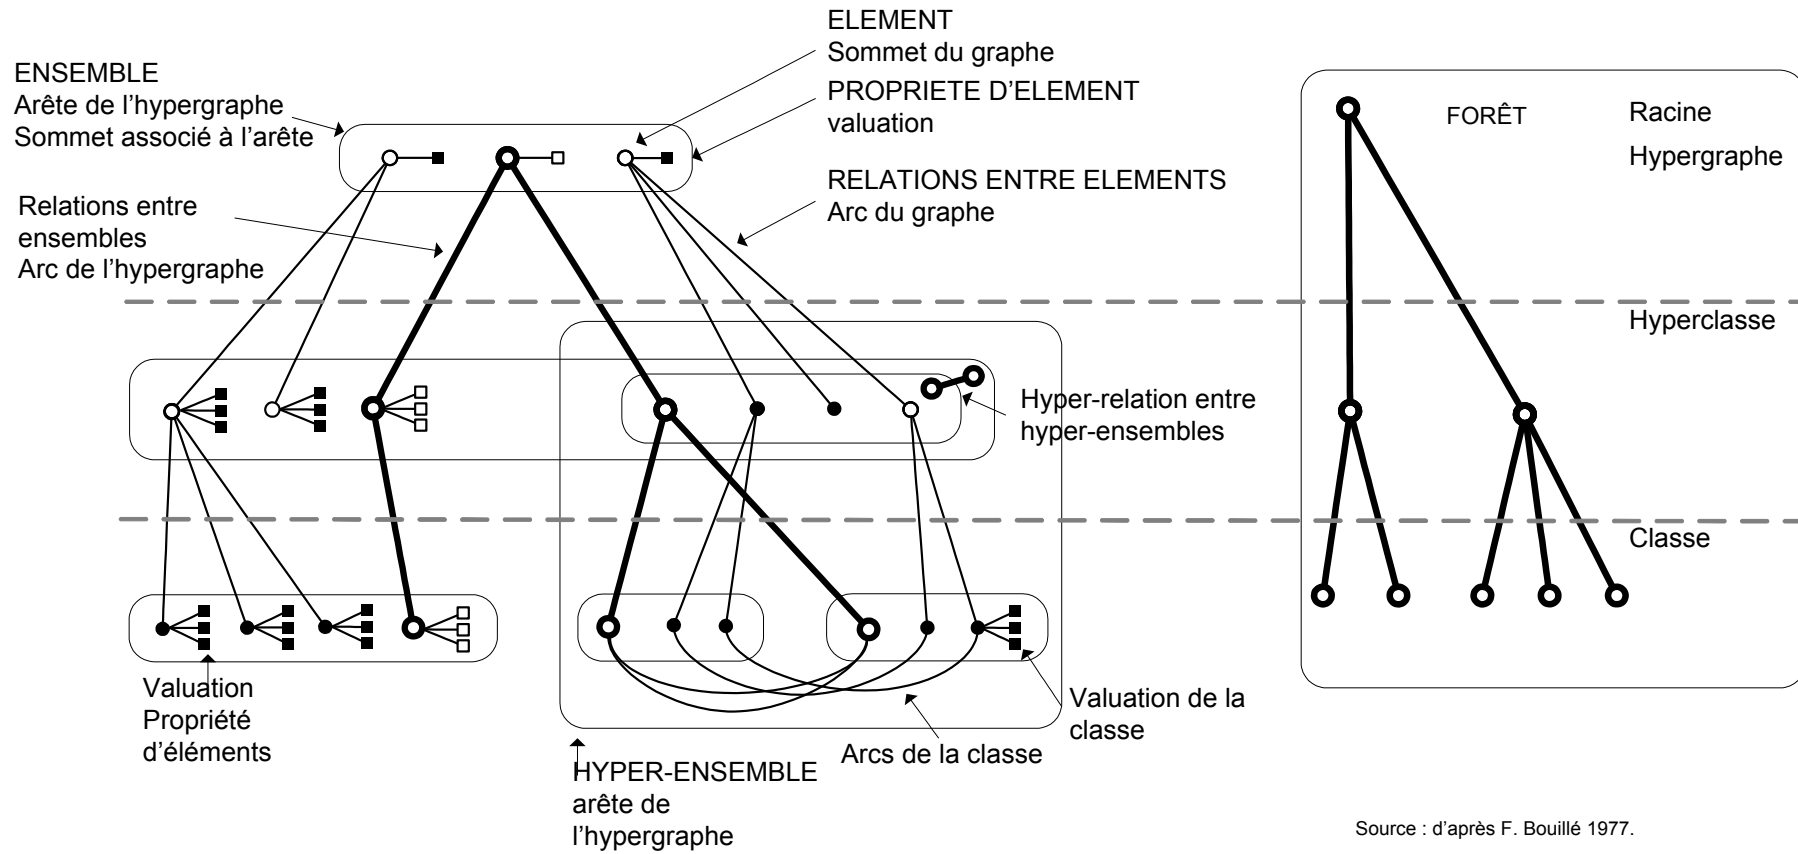 ELEMENT
Sommet du graphe
PROPRIETE D'ELEMENT
valuation
ENSEMBLE
Arête de l'hypergraphe
Sommet associé à l'arête
RELATIONS ENTRE ELEMENTS
Arc du graphe
Relations entre
ensembles
Arc de l'hypergraphe
FORÊT
Racine
Hypergraphe
Hyperclasse
Hyper-relation entre
hyper-ensembles
Classe
Valuation
Propriété
d'éléments
Valuation de la
classe
Arcs de la classe
HYPER-ENSEMBLE
arête de
l'hypergraphe
Source : d'après F. Bouillé 1977.